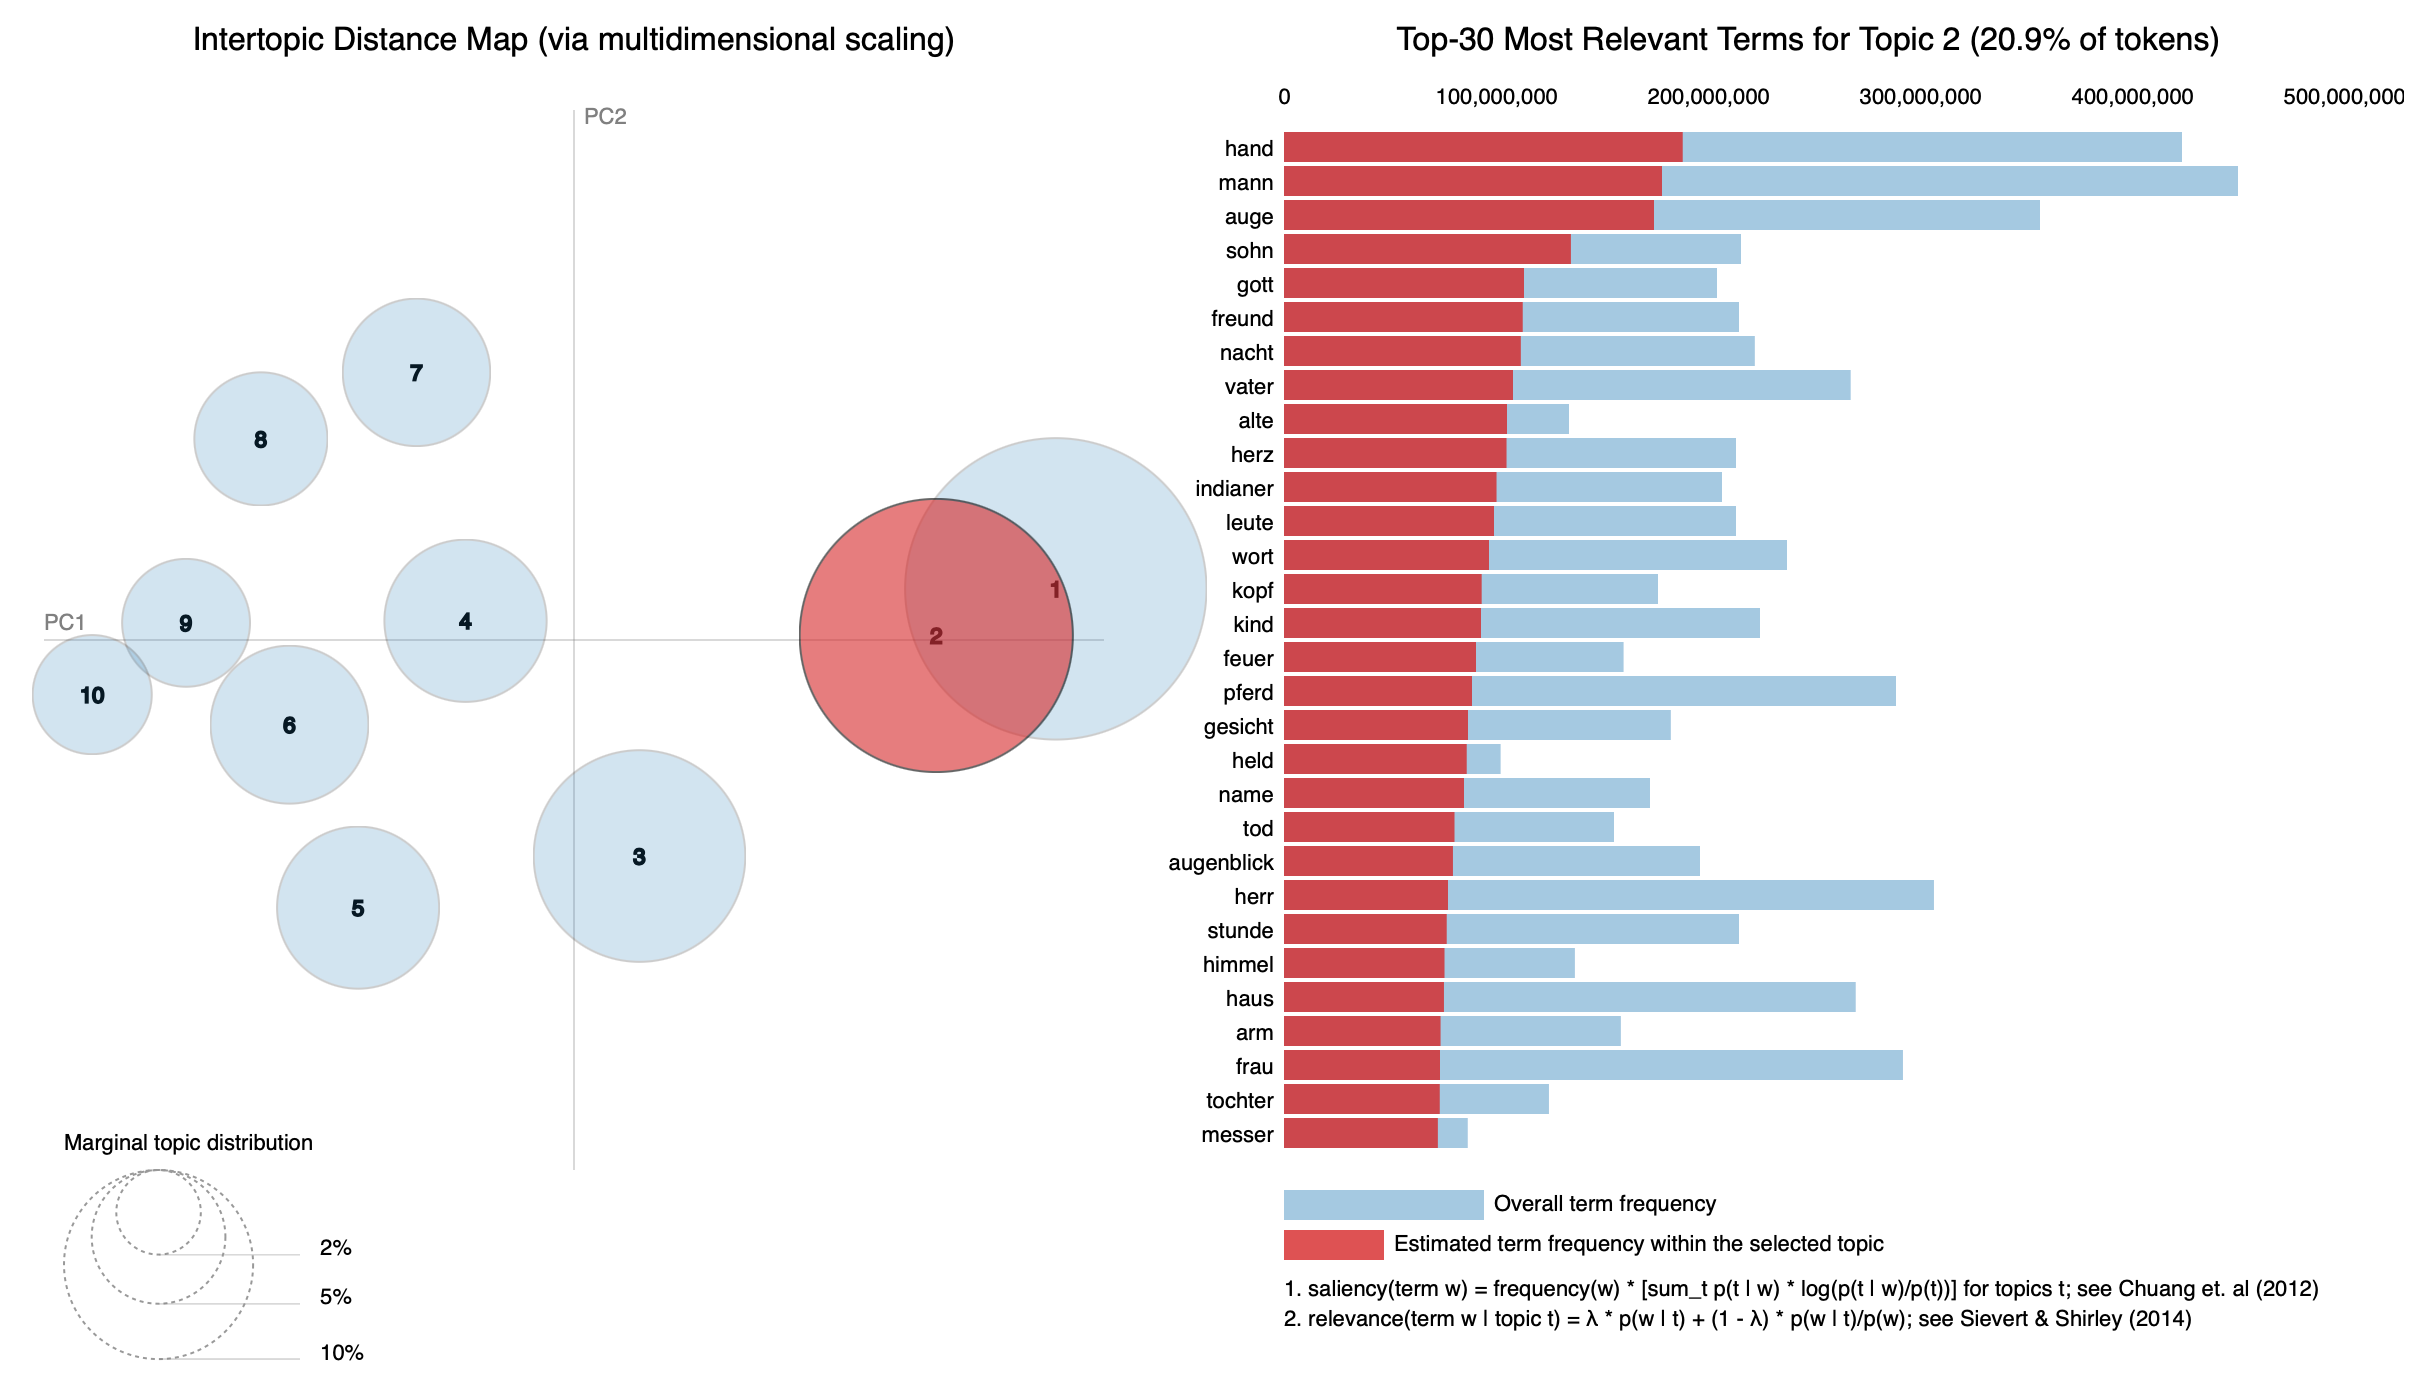 Intertopic Distance Map (via multidimensional scaling)
PC2
PC1
7
8
9
4
10
6
5
3
2
1
Marginal topic distribution
2%
5%
10%
Top-30 Most Relevant Terms for Topic 2 (20.9% of tokens)
0 100,000,000 200,000,000 300,000,000 400,000,000 500,000,000
hand
mann
auge
sohn
gott
freund
nacht
vater
alte
herz
indianer
leute
wort
kopf
kind
feuer
pferd
gesicht
held
name
tod
augenblick
herr
stunde
himmel
haus
arm
frau
tochter
messer
Overall term frequency
Estimated term frequency within the selected topic
1. saliency(term w) = frequency(w) * [sum_t p(t | w) * log(p(t | w)/p(t))] for topics t; see Chuang et. al (2012)
2. relevance(term w | topic t) = λ * p(w | t) + (1 - λ) * p(w | t)/p(w); see Sievert & Shirley (2014)